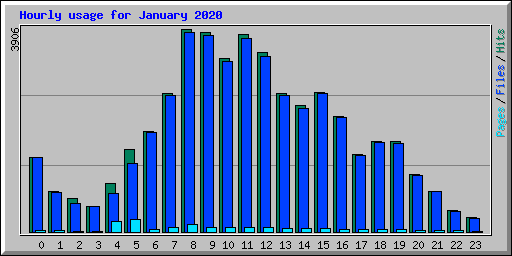 Hourly usage for January 2020
3906
Pages / Files / Hits
0 1 2 3 4 5 6 7 8 9 10 11 12 13 14 15 16 17 18 19 20 21 22 23